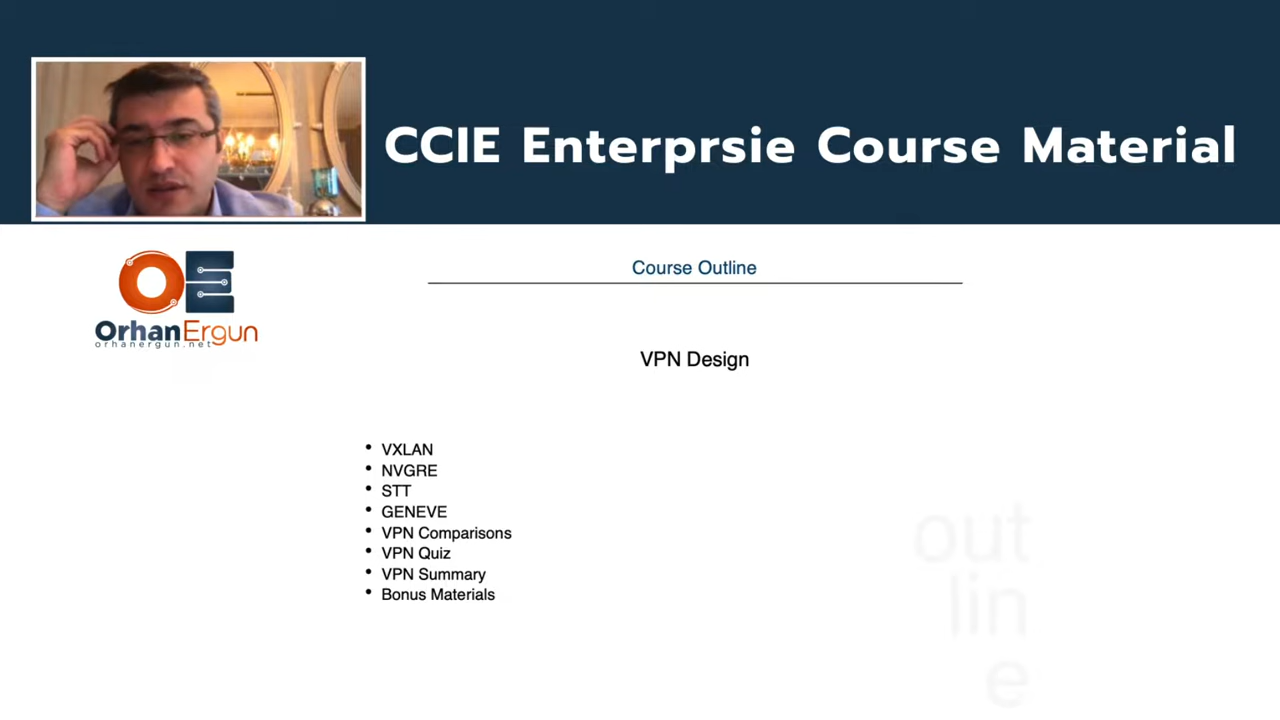 CCIE Enterprsie Course Material
OE
OrhanErgun
orhanergun.net
Course Outline
VPN Design
• VXLAN
• NVGRE
• STT
• GENEVE
• VPN Comparisons
• VPN Quiz
• VPN Summary
• Bonus Materials
out
lin
e